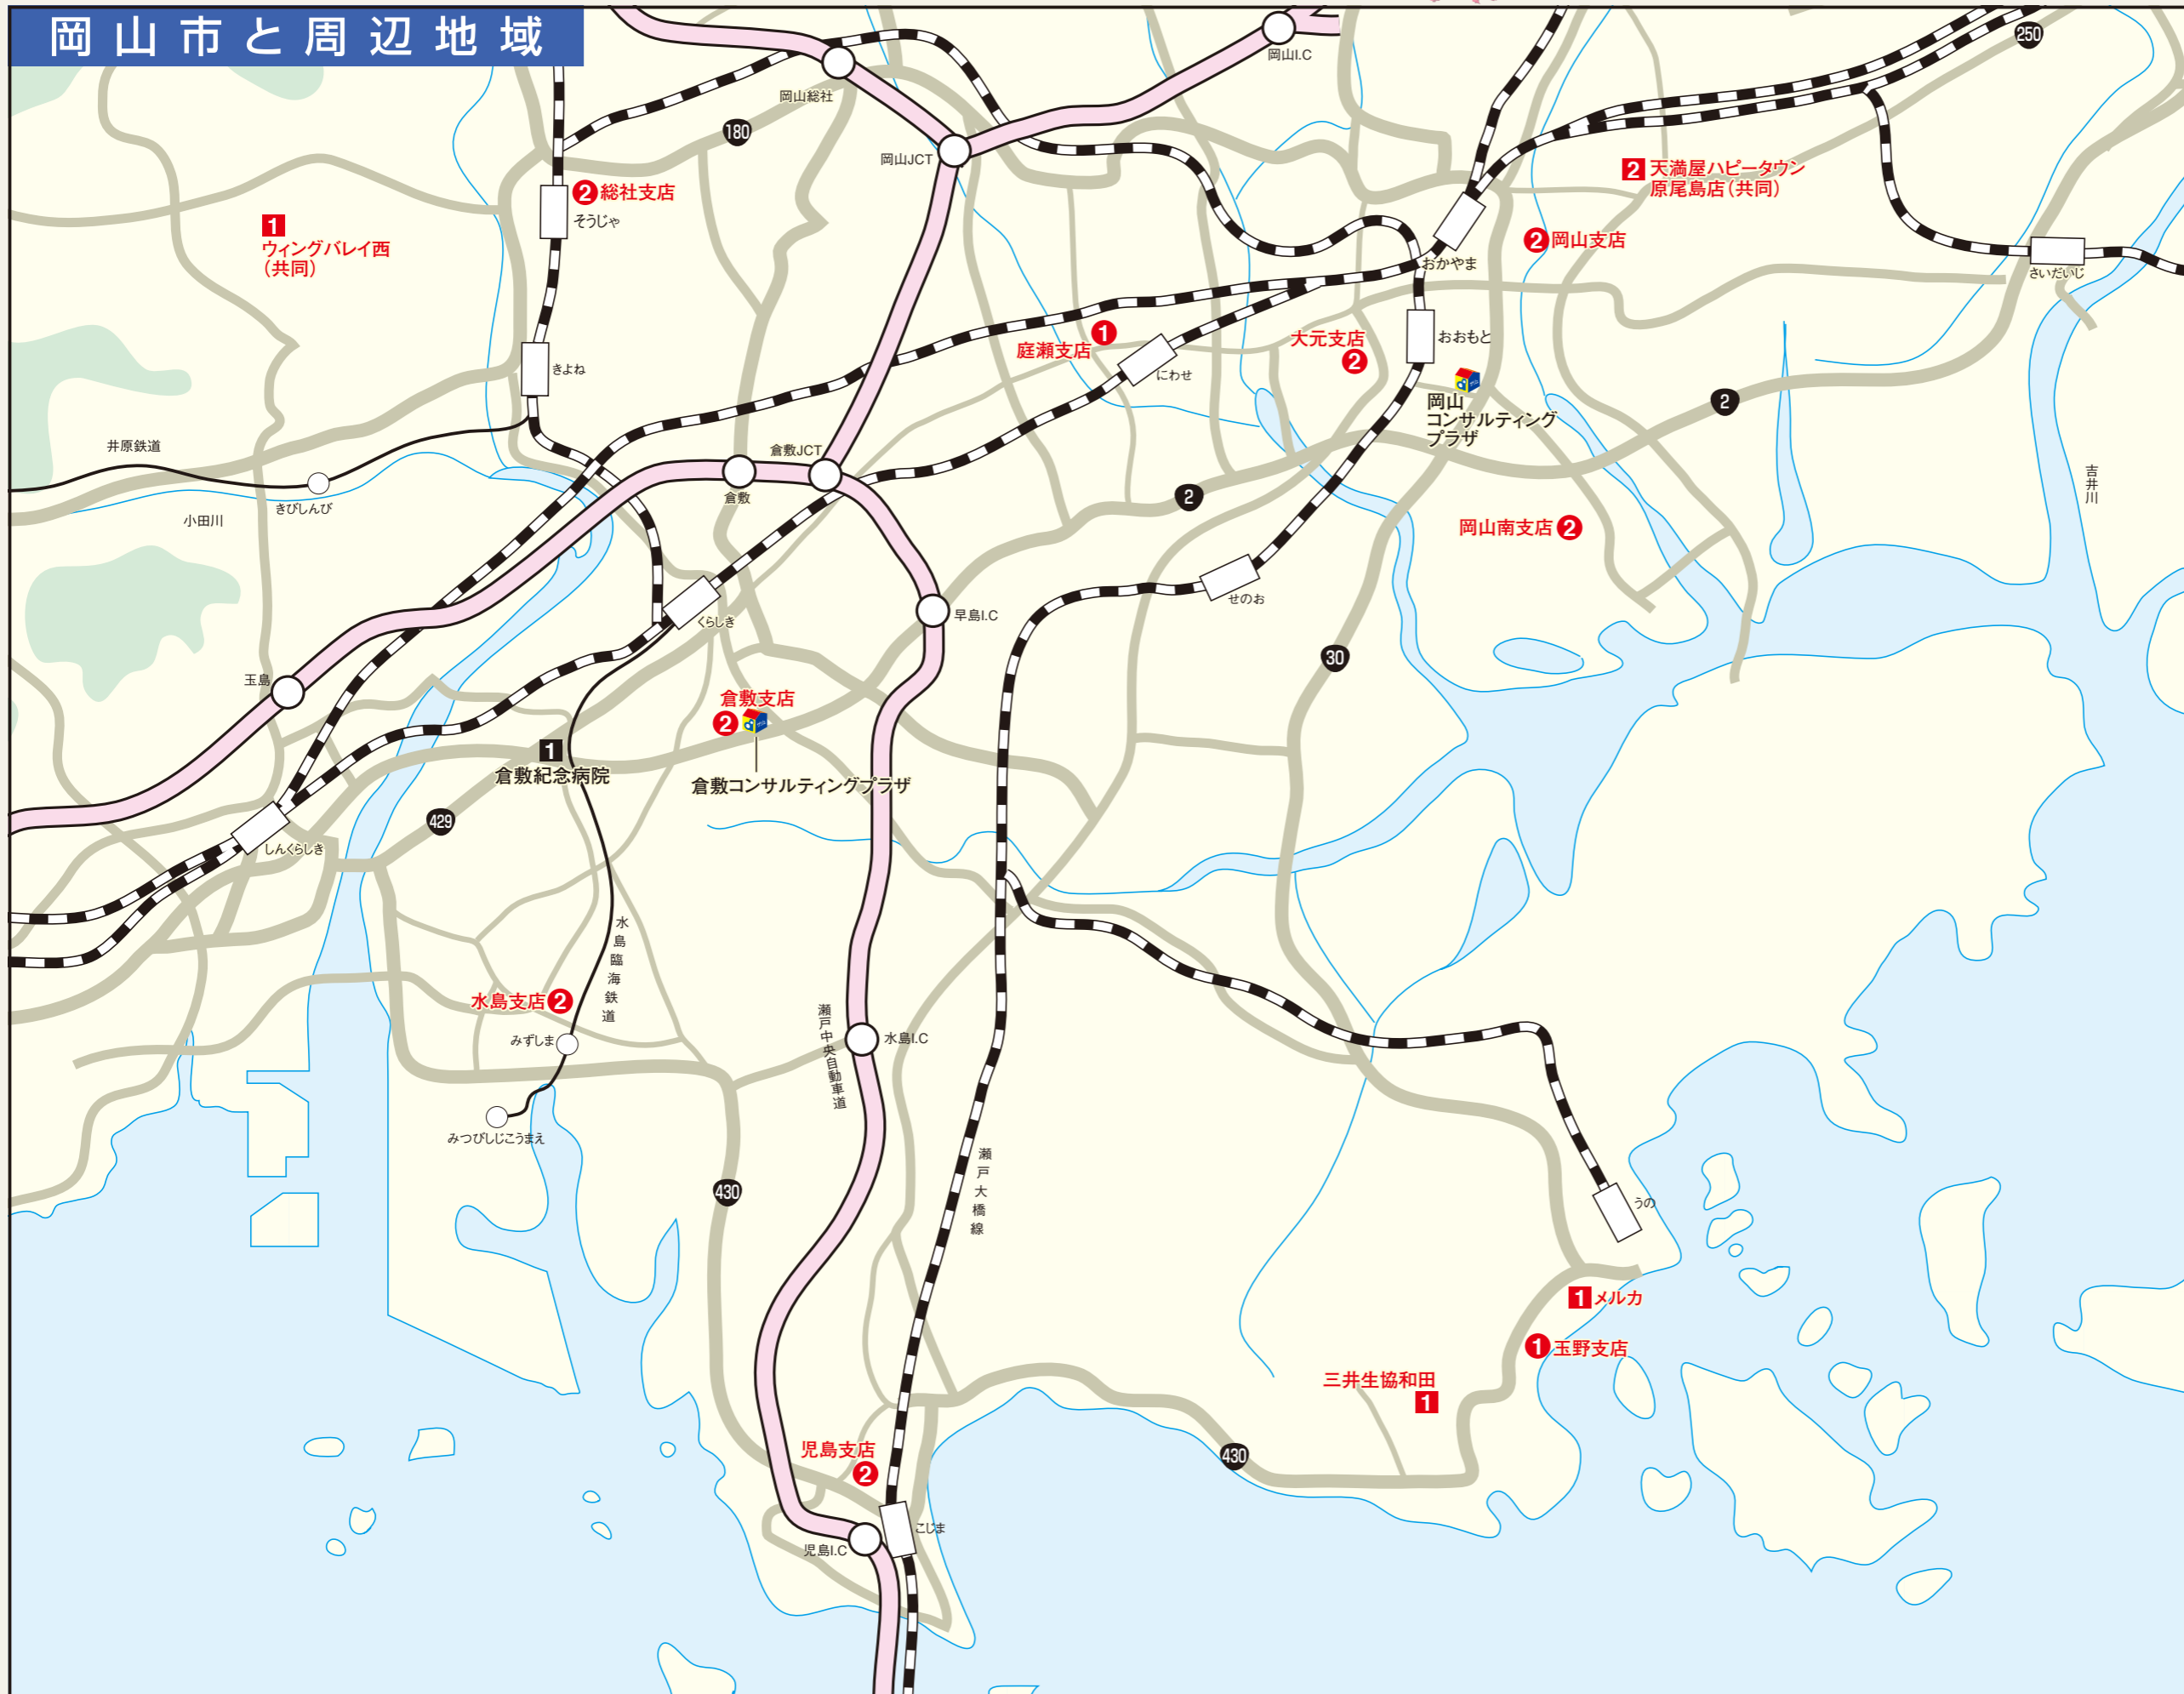 岡山市と周辺地域
250
岡山I.C
岡山総社
180
岡山JCT
2 天満屋ハピータウン
原尾島店(共同)
2 総社支店
そうじゃ
1
ウィングバレイ西
(共同)
2 岡山支店
おかやま
さいだいじ
1
庭瀬支店
大元支店
2
おおもと
にわせ
きよね
岡山
コンサルティング
プラザ
2
井原鉄道
倉敷JCT
倉敷
きびしんび
小田川
2
吉井川
岡山南支店 2
せのお
くらしき
早島I.C
30
玉島
倉敷支店
2
1
倉敷紀念病院
倉敷コンサルティングプラザ
429
しんくらしき
水島臨海鉄道
水島支店 2
みずしま
瀬戸中央自動車道
水島I.C
みつびしじこうまえ
瀬戸大橋線
430
うの
1 メルカ
1 玉野支店
三井生協和田
1
児島支店
2
430
こじま
児島I.C